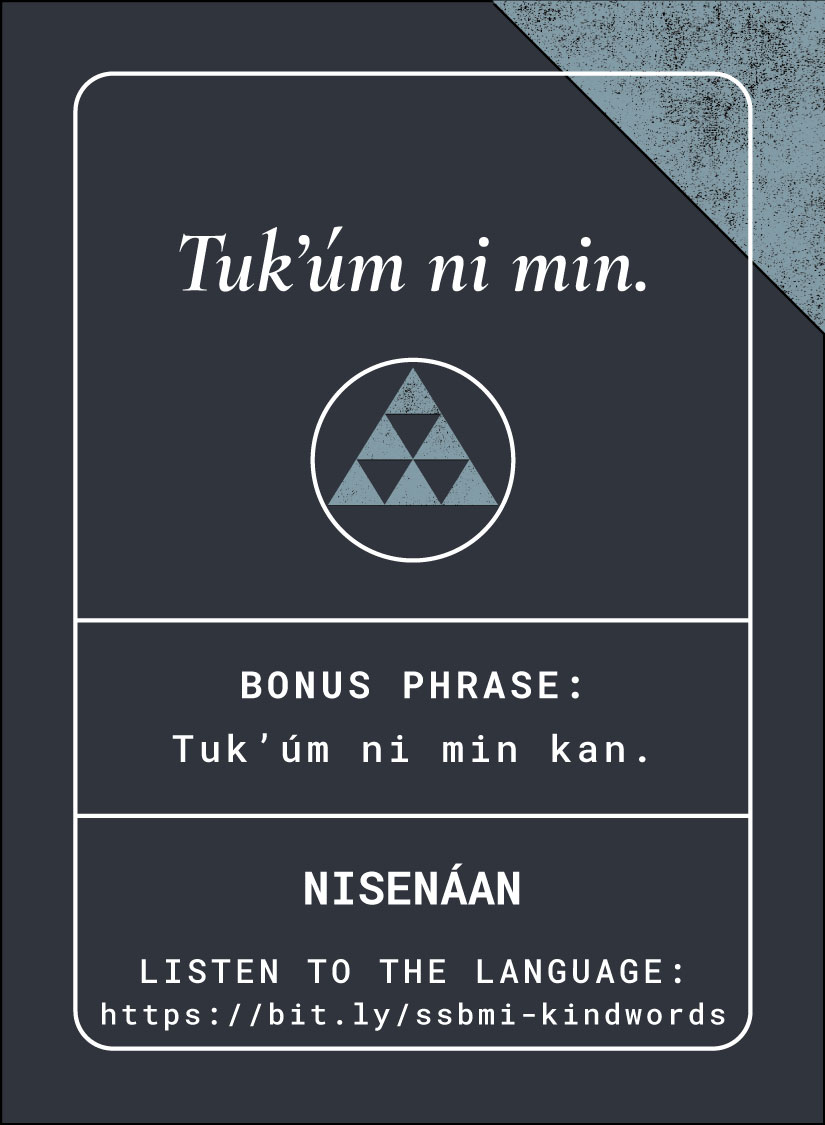 Tuk’úm ni min.
BONUS PHRASE:
Tuk’úm ni min kan.
NISENÁAN
LISTEN TO THE LANGUAGE:
https://bit.ly/ssbmi-kindwords